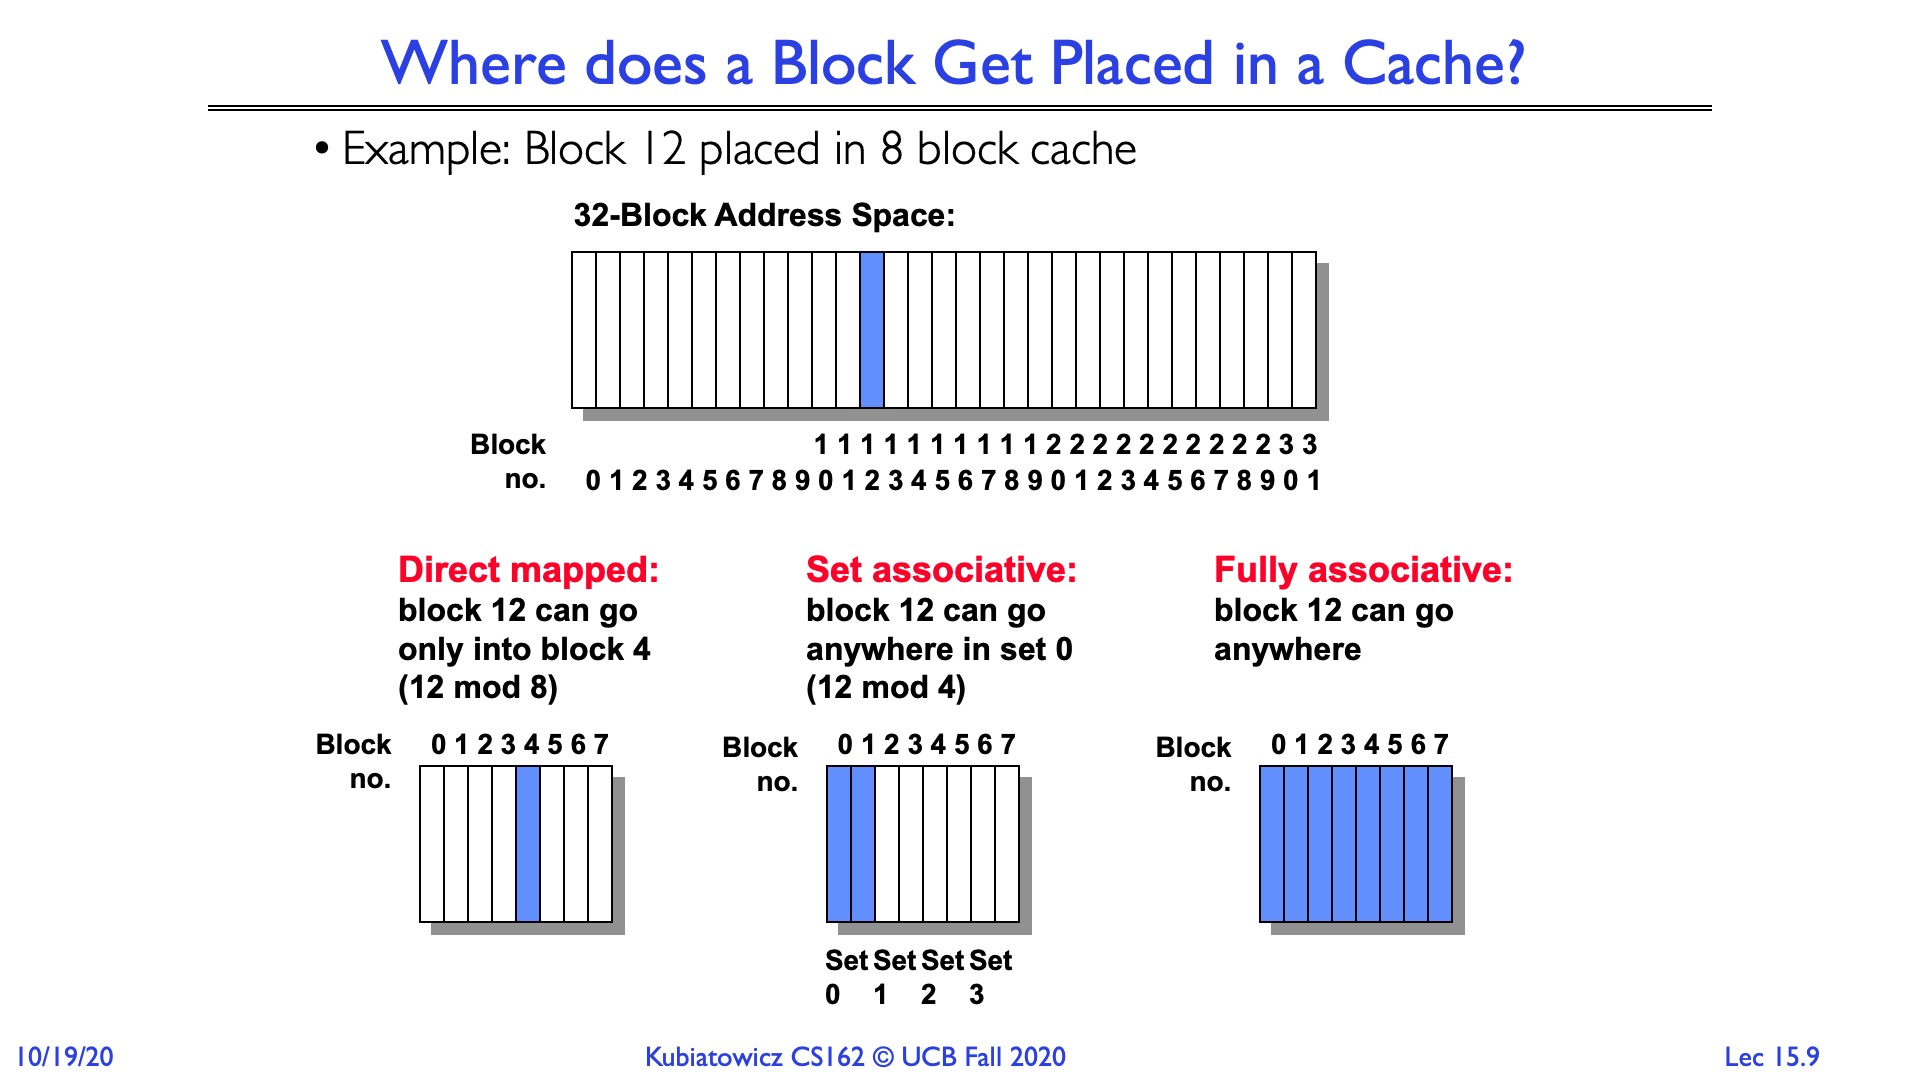 Where does a Block Get Placed in a Cache?
• Example: Block 12 placed in 8 block cache
32-Block Address Space:
Block 1 1 1 1 1 1 1 1 1 1 2 2 2 2 2 2 2 2 2 2 3 3
no. 0 1 2 3 4 5 6 7 8 9 0 1 2 3 4 5 6 7 8 9 0 1 2 3 4 5 6 7 8 9 0 1
Direct mapped:
block 12 can go
only into block 4
(12 mod 8)
Block 0 1 2 3 4 5 6 7
no.
Set associative:
block 12 can go
anywhere in set 0
(12 mod 4)
Block 0 1 2 3 4 5 6 7
no.
Set Set Set Set
0 1 2 3
Fully associative:
block 12 can go
anywhere
Block 0 1 2 3 4 5 6 7
no.
10/19/20
Kubiatowicz CS162 © UCB Fall 2020
Lec 15.9